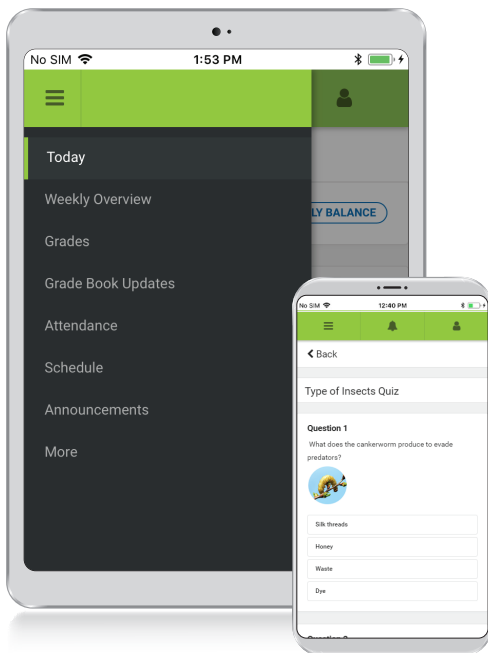 No SIM 1:53 PM
Today
LY BALANCE
Weekly Overview
Grades
Grade Book Updates
Attendance
Schedule
Announcements
More
No SIM 12:40 PM
Back
Type of Insects Quiz
Question 1
What does the cankerworm produce to evade
predators?
Silk threads
Honey
Waste
Dye